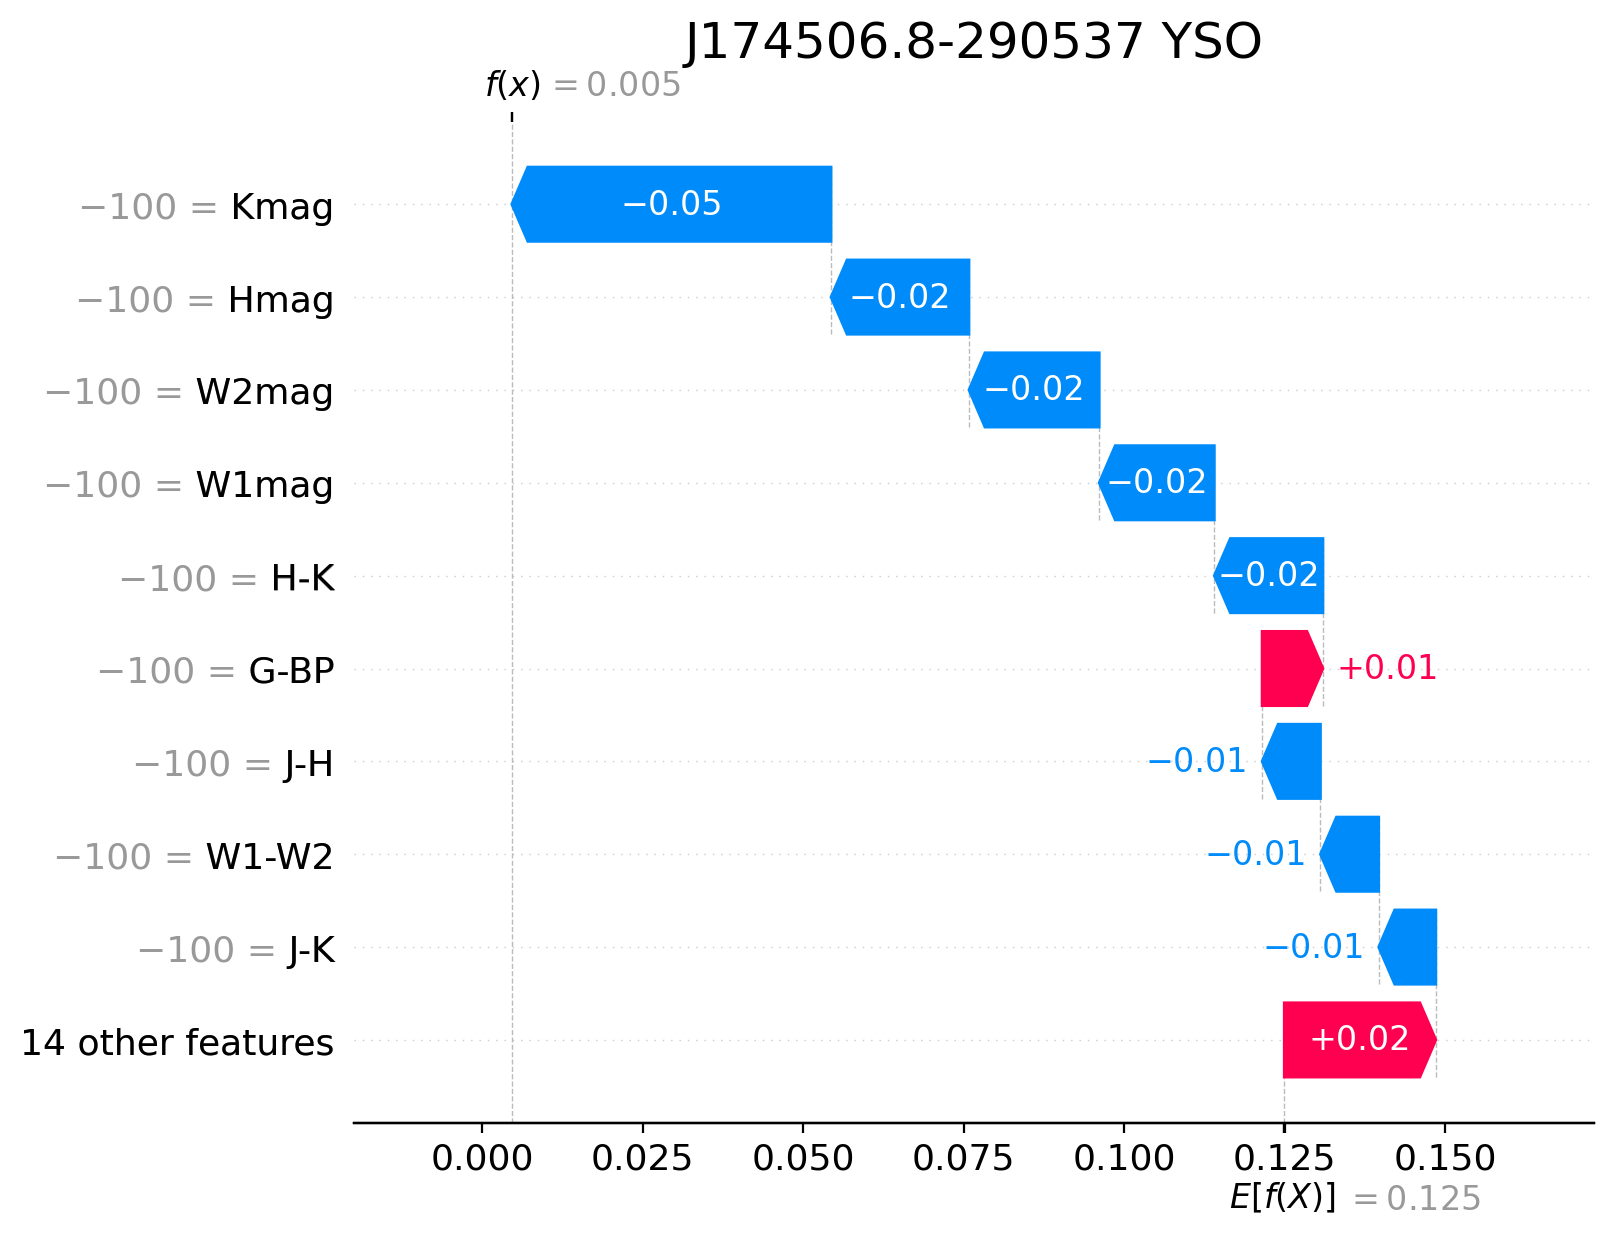 J174506.8-290537 YSO
f(x) = 0.005
−100 = Kmag
−0.05
−100 = Hmag
−0.02
−100 = W2mag
−0.02
−100 = W1mag
−0.02
−100 = H-K
−0.02
−100 = G-BP
+0.01
−100 = J-H
−0.01
−100 = W1-W2
−0.01
−100 = J-K
−0.01
14 other features
+0.02
0.000 0.025 0.050 0.075 0.100 0.125 0.150
E[f(X)] = 0.125